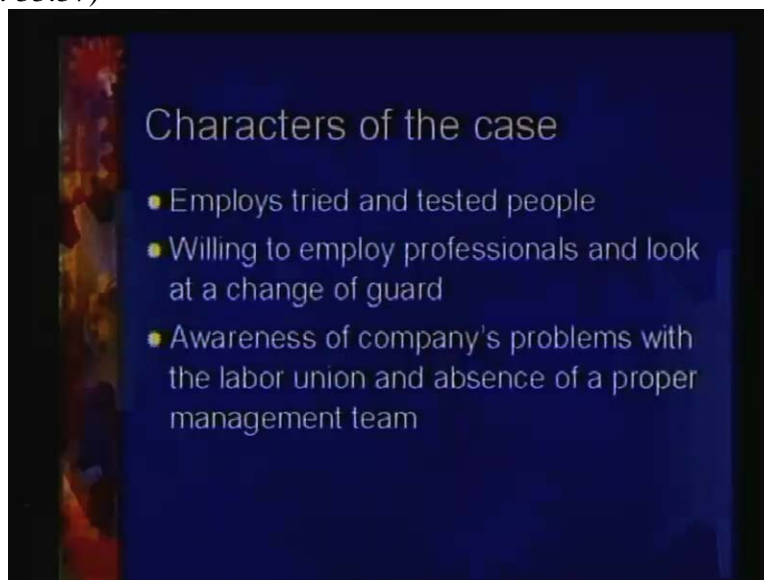 Characters of the case
Employs tried and tested people
Willing to employ professionals and look
at a change of guard
Awareness of company's problems with
the labor union and absence of a proper
management team